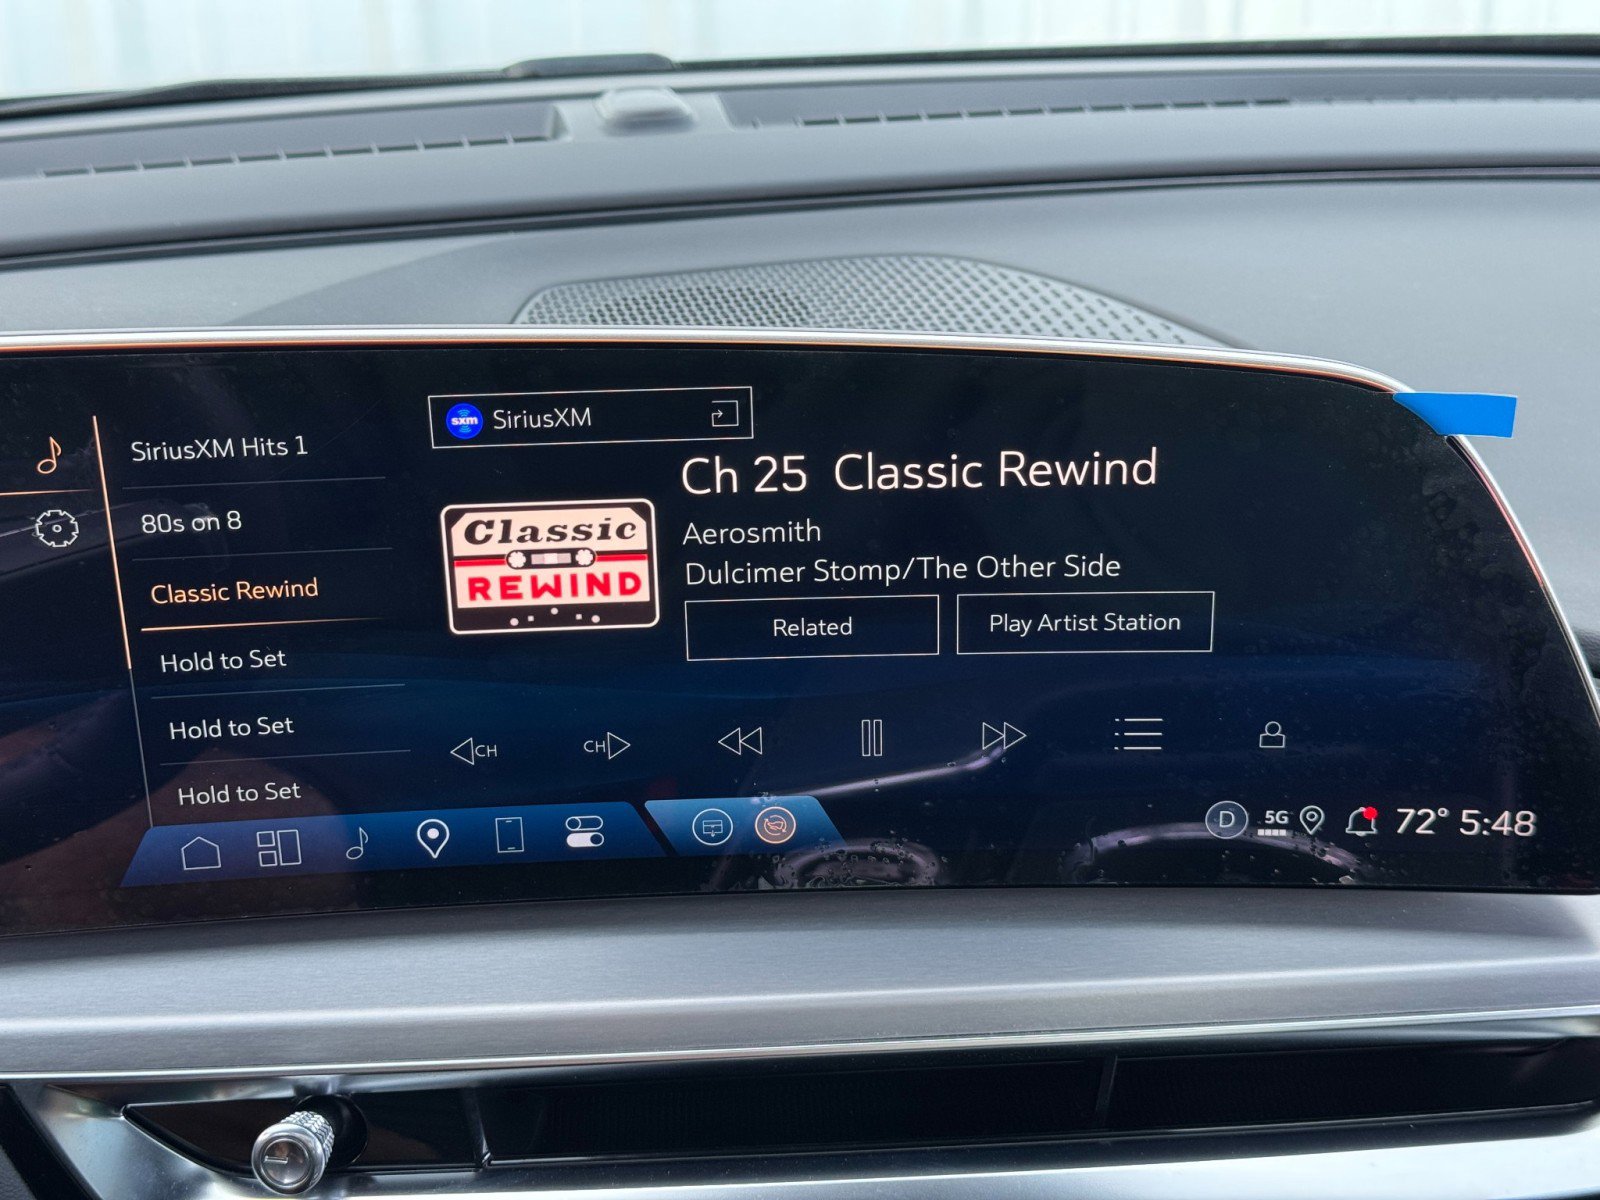 SiriusXM Hits 1
80s on 8
Classic Rewind
Hold to Set
Hold to Set
Hold to Set
sxm SiriusXM
Classic
REWIND
Ch 25 Classic Rewind
Aerosmith
Dulcimer Stomp/The Other Side
Related
Play Artist Station
CH
CH
D 5G 72° 5:48